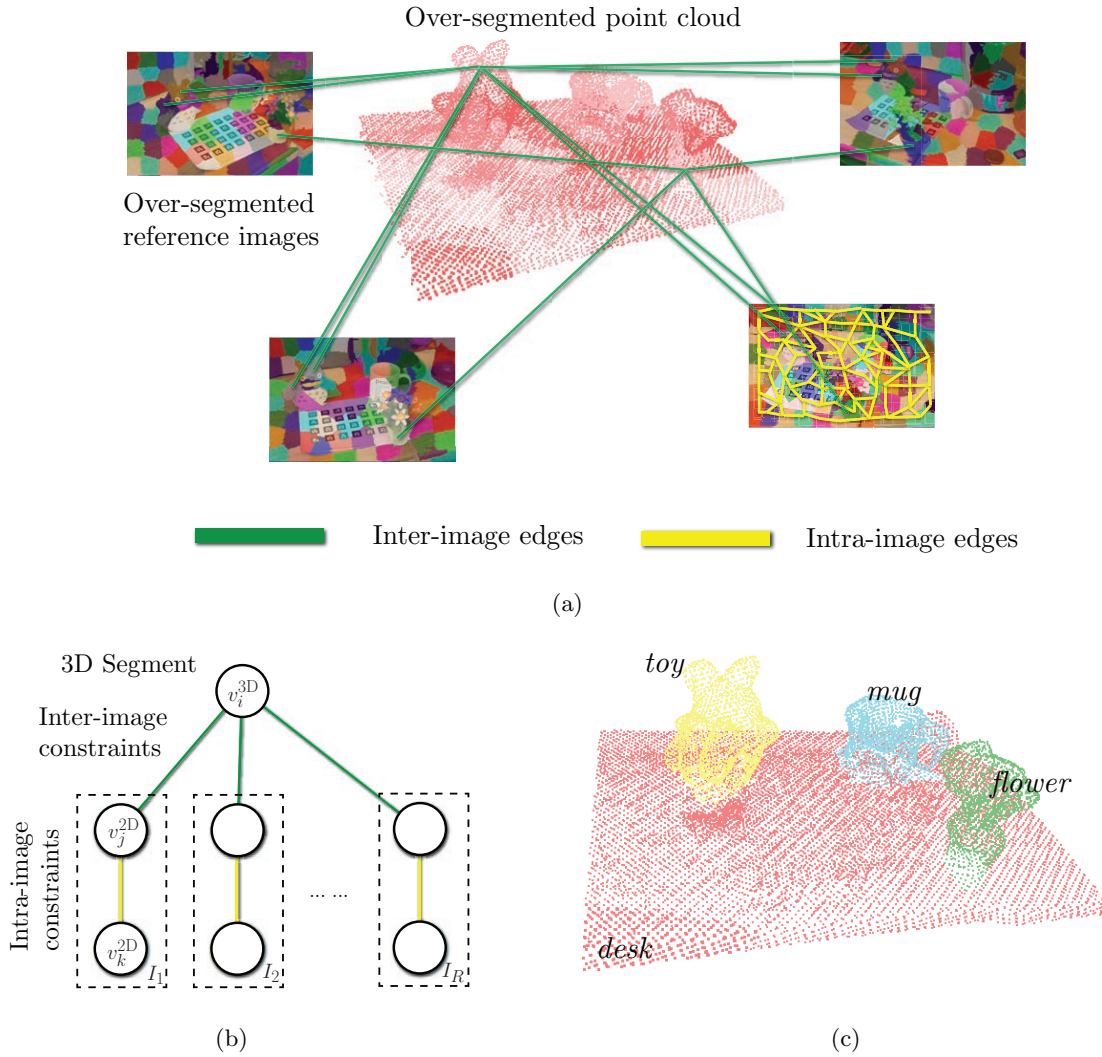 Over-segmented point cloud
Over-segmented
reference images
Inter-image edges
Intra-image edges
(a)
3D Segment
v_i^{3D}
Inter-image
constraints
Intra-image
constraints
v_j^{2D}
v_k^{2D}
I_1
I_2
... ...
I_R
(b)
toy
mug
flower
desk
(c)